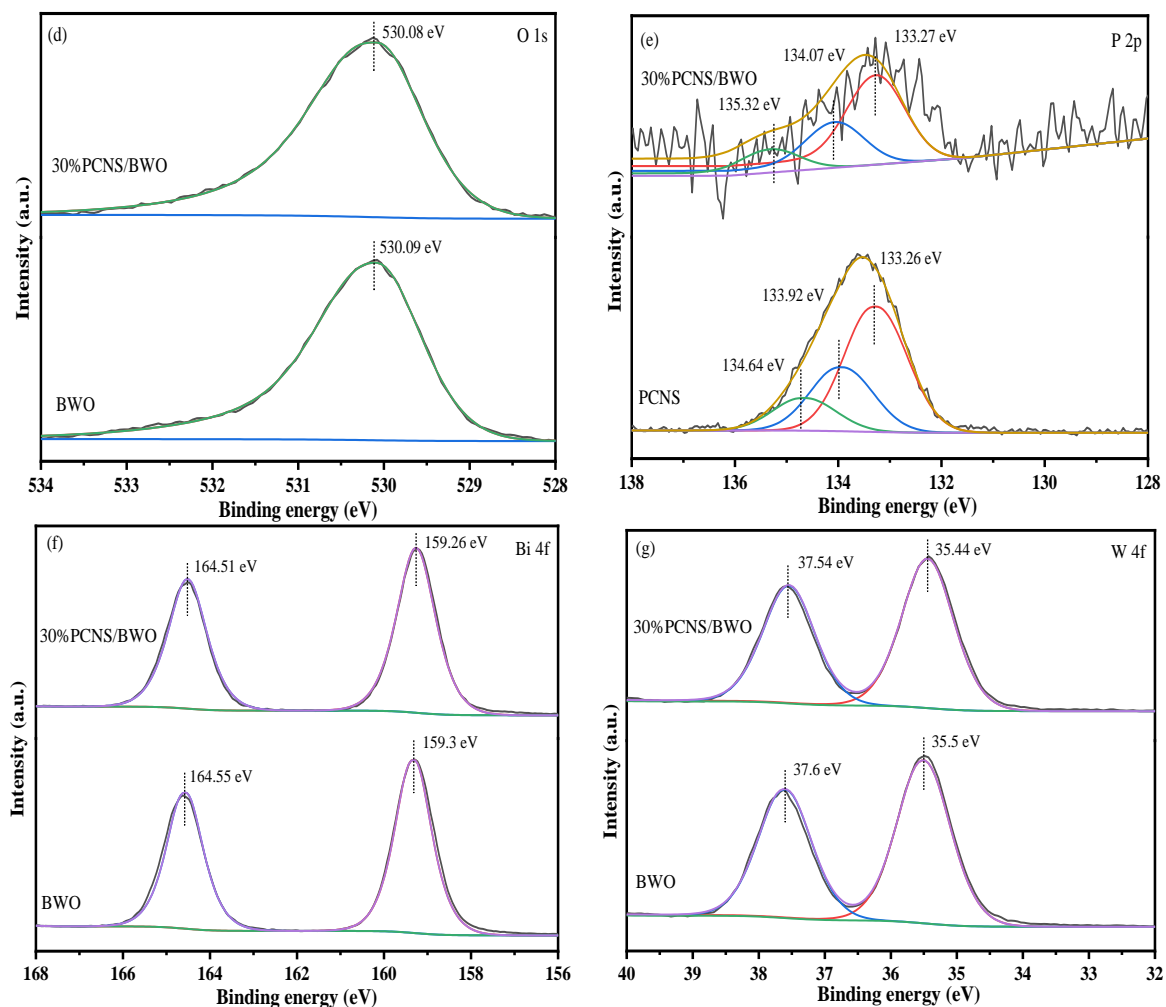 (d)
O 1s
530.08 eV
30%PCNS/BWO
530.09 eV
BWO
Intensity (a.u.)
534 533 532 531 530 529 528
Binding energy (eV)
(e)
P 2p
133.27 eV
134.07 eV
30%PCNS/BWO
135.32 eV
133.26 eV
133.92 eV
134.64 eV
PCNS
Intensity (a.u.)
138 136 134 132 130 128
Binding energy (eV)
(f)
Bi 4f
159.26 eV
164.51 eV
30%PCNS/BWO
159.3 eV
164.55 eV
BWO
Intensity (a.u.)
168 166 164 162 160 158 156
Binding energy (eV)
(g)
W 4f
37.54 eV
35.44 eV
30%PCNS/BWO
37.6 eV
35.5 eV
BWO
Intensity (a.u.)
40 39 38 37 36 35 34 33 32
Binding energy (eV)